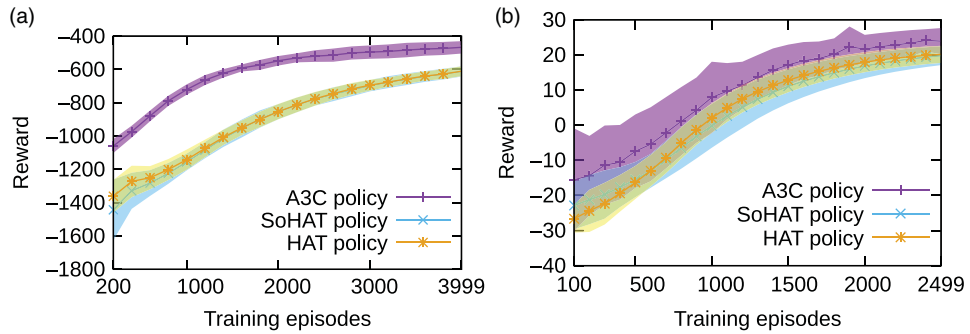 (a)
−400
−600
−800
−1000
−1200
−1400
−1600
−1800
Reward
A3C policy
SoHAT policy
HAT policy
200 1000 2000 3000 3999
Training episodes
(b)
30
20
10
0
−10
−20
−30
−40
Reward
A3C policy
SoHAT policy
HAT policy
100 500 1000 1500 2000 2499
Training episodes